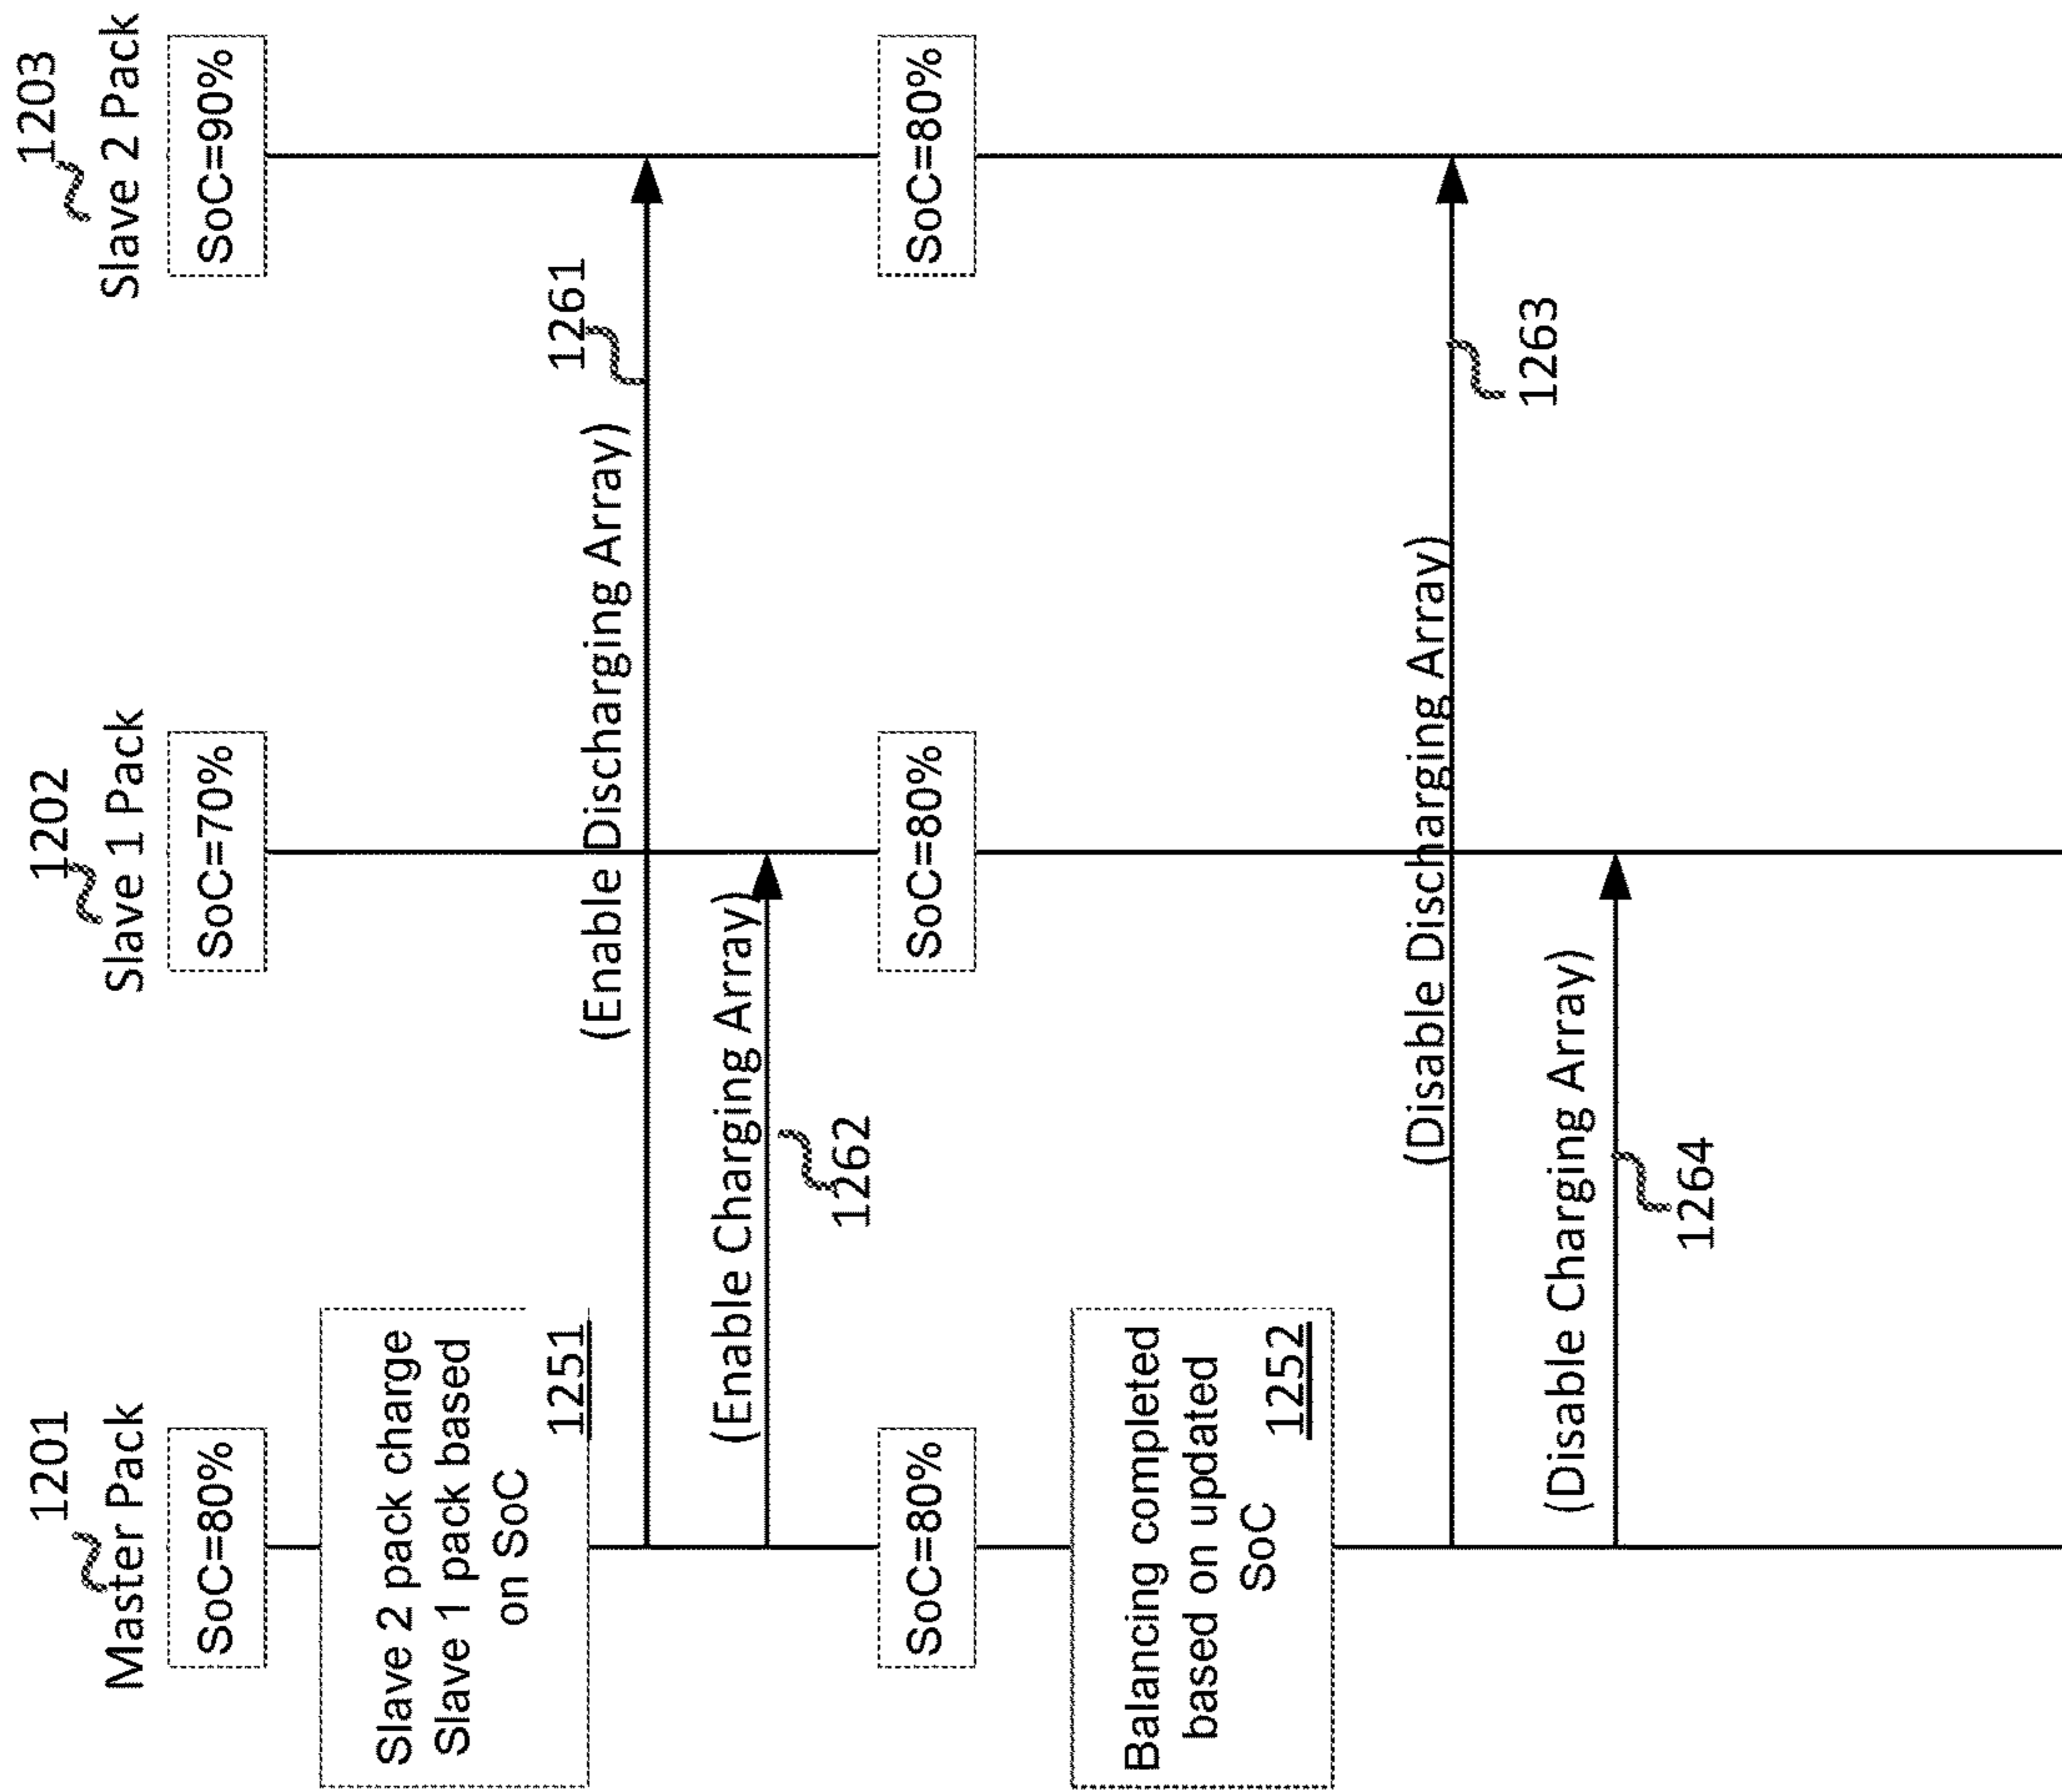 1201
Master Pack
1202
Slave 1 Pack
1203
Slave 2 Pack
SoC=80%
SoC=70%
SoC=90%
Slave 2 pack charge
Slave 1 pack based
on SoC
1251
(Enable Discharging Array)
1261
(Enable Charging Array)
1262
SoC=80%
SoC=80%
SoC=80%
Balancing completed
based on updated
SoC
1252
(Disable Discharging Array)
1263
(Disable Charging Array)
1264